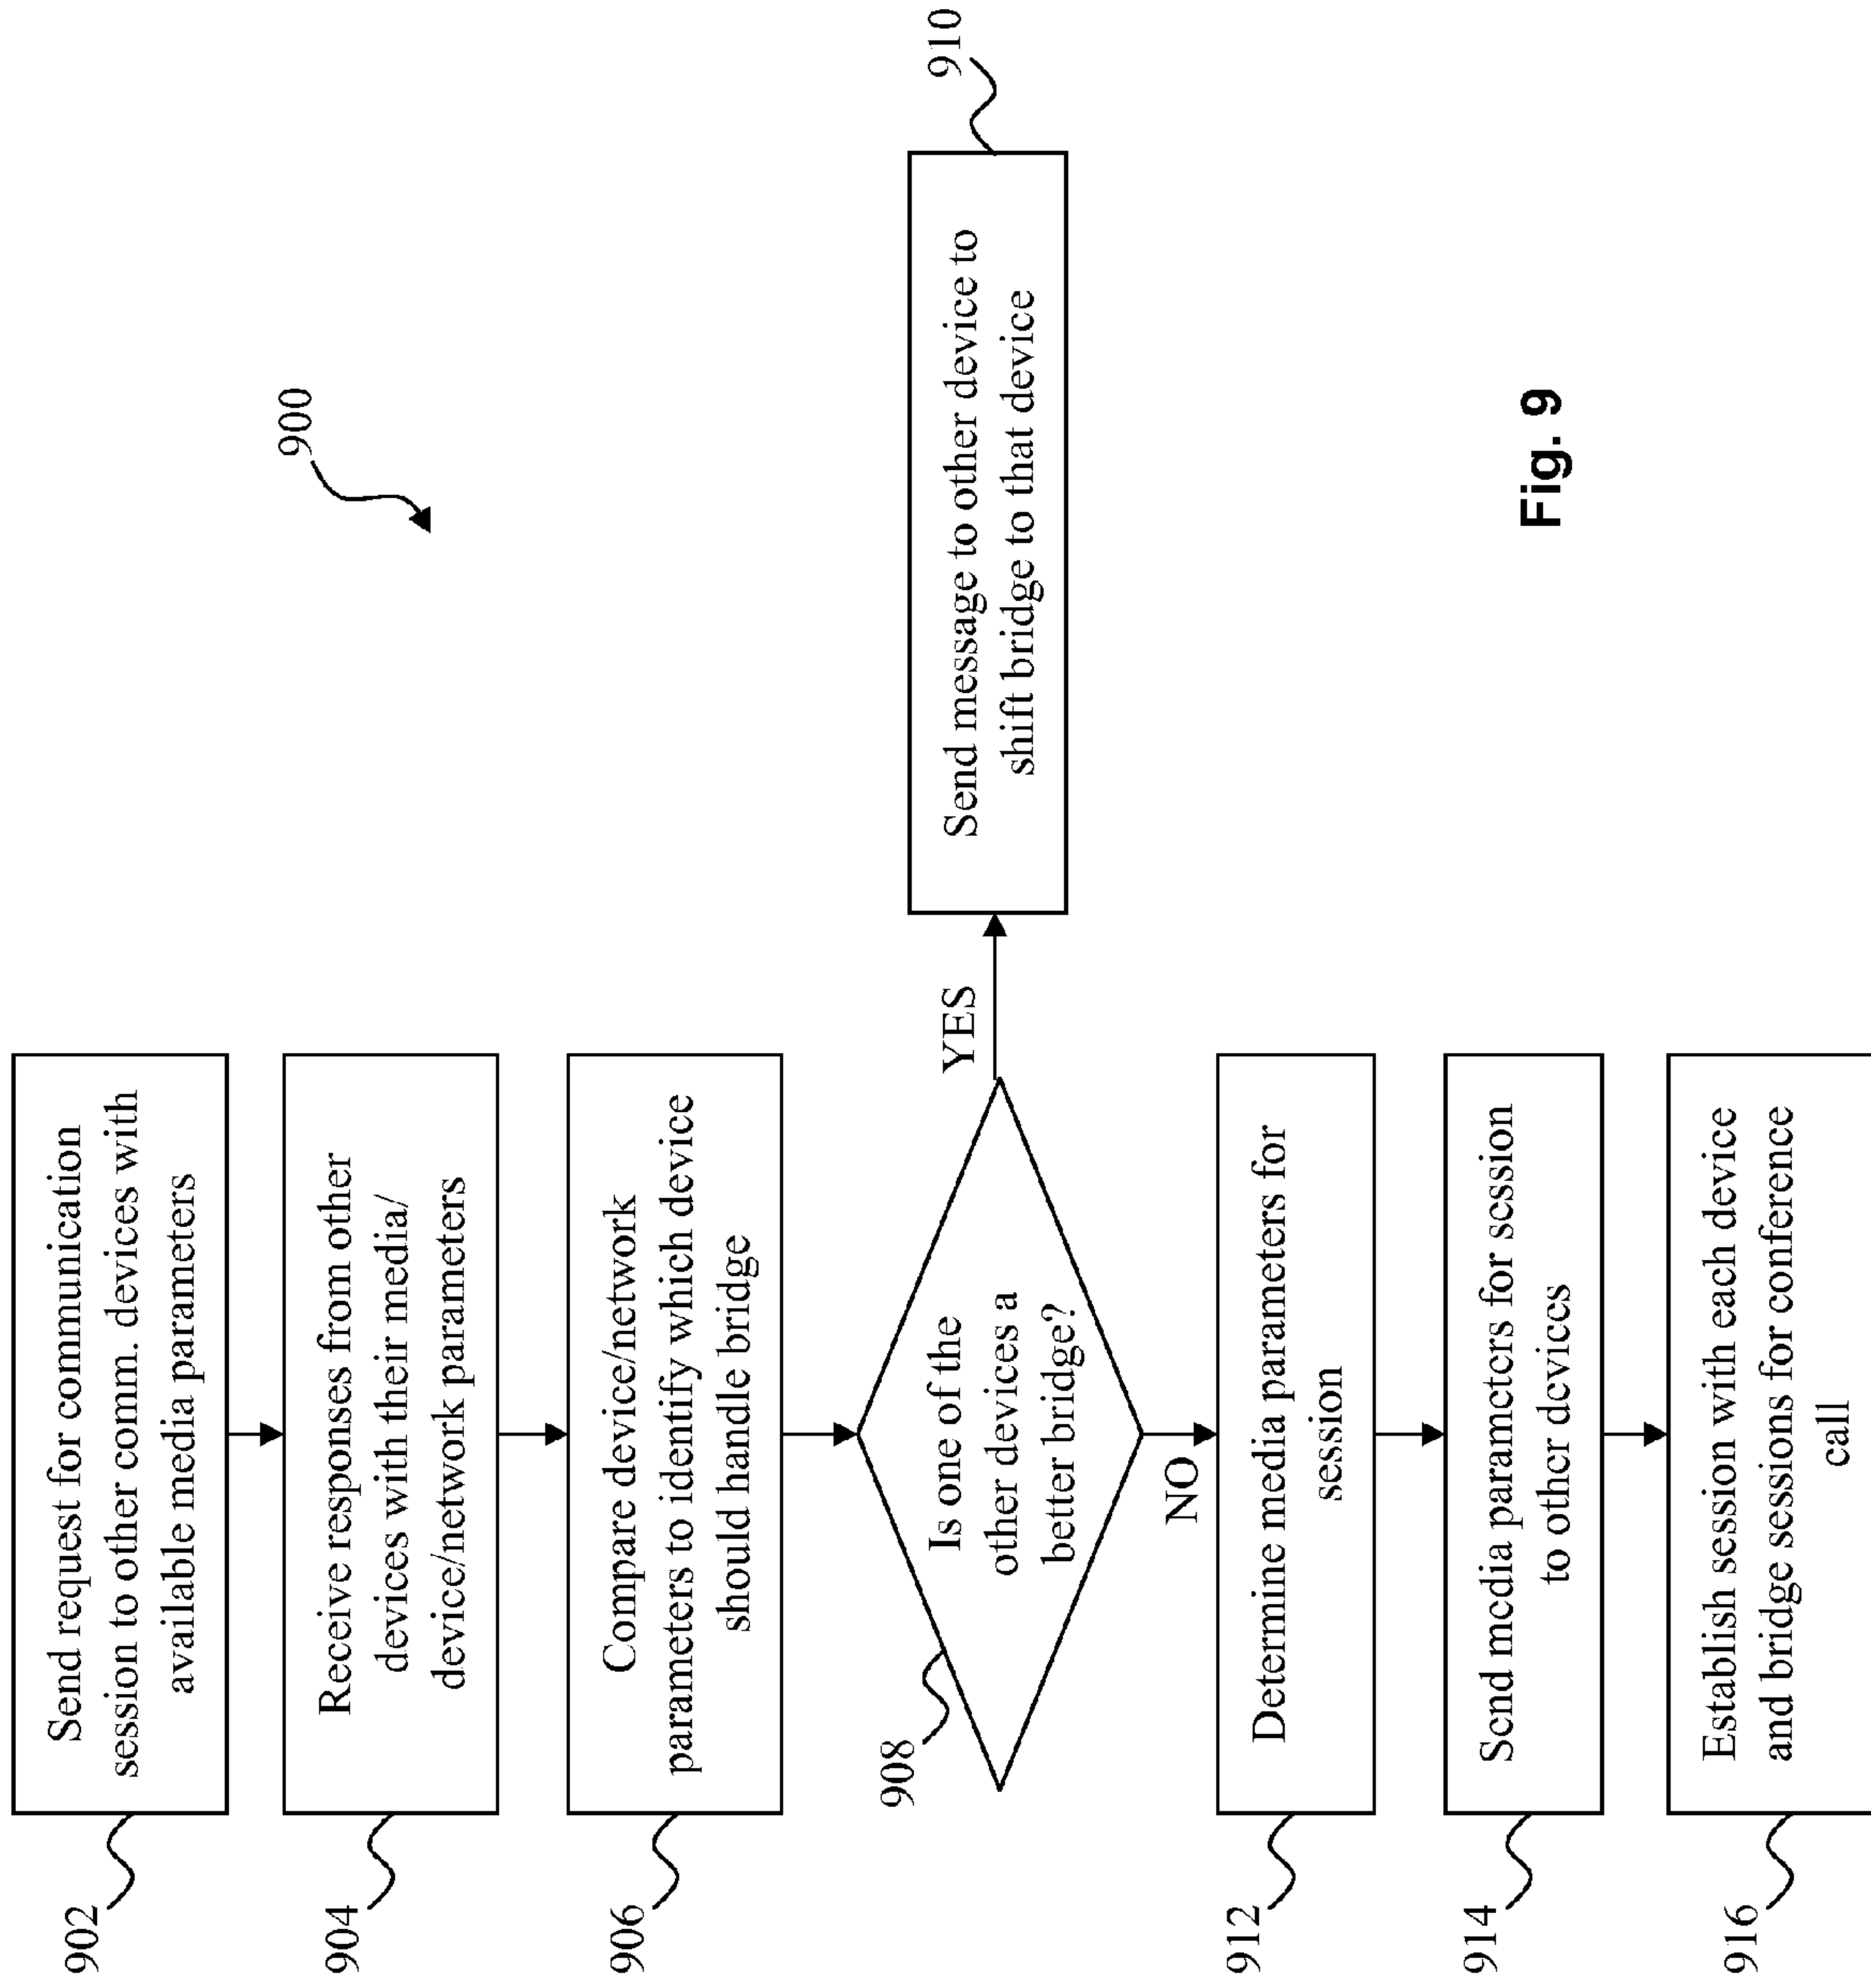 900
902
Send request for communication
session to other comm. devices with
available media parameters
904
Receive responses from other
devices with their media/
device/network parameters
906
Compare device/network
parameters to identify which device
should handle bridge
908
Is one of the
other devices a
better bridge?
YES
910
Send message to other device to
shift bridge to that device
NO
912
Determine media parameters for
session
914
Send media parameters for session
to other devices
916
Establish session with each device
and bridge sessions for conference
call
Fig. 9